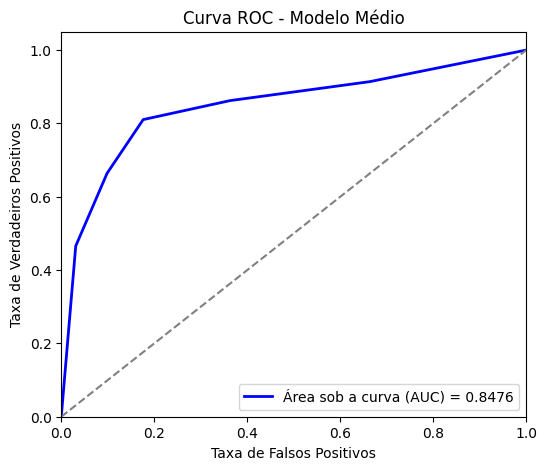 Curva ROC - Modelo Médio
Taxa de Verdadeiros Positivos
1.0
0.8
0.6
0.4
0.2
0.0
0.0 0.2 0.4 0.6 0.8 1.0
Área sob a curva (AUC) = 0.8476
Taxa de Falsos Positivos